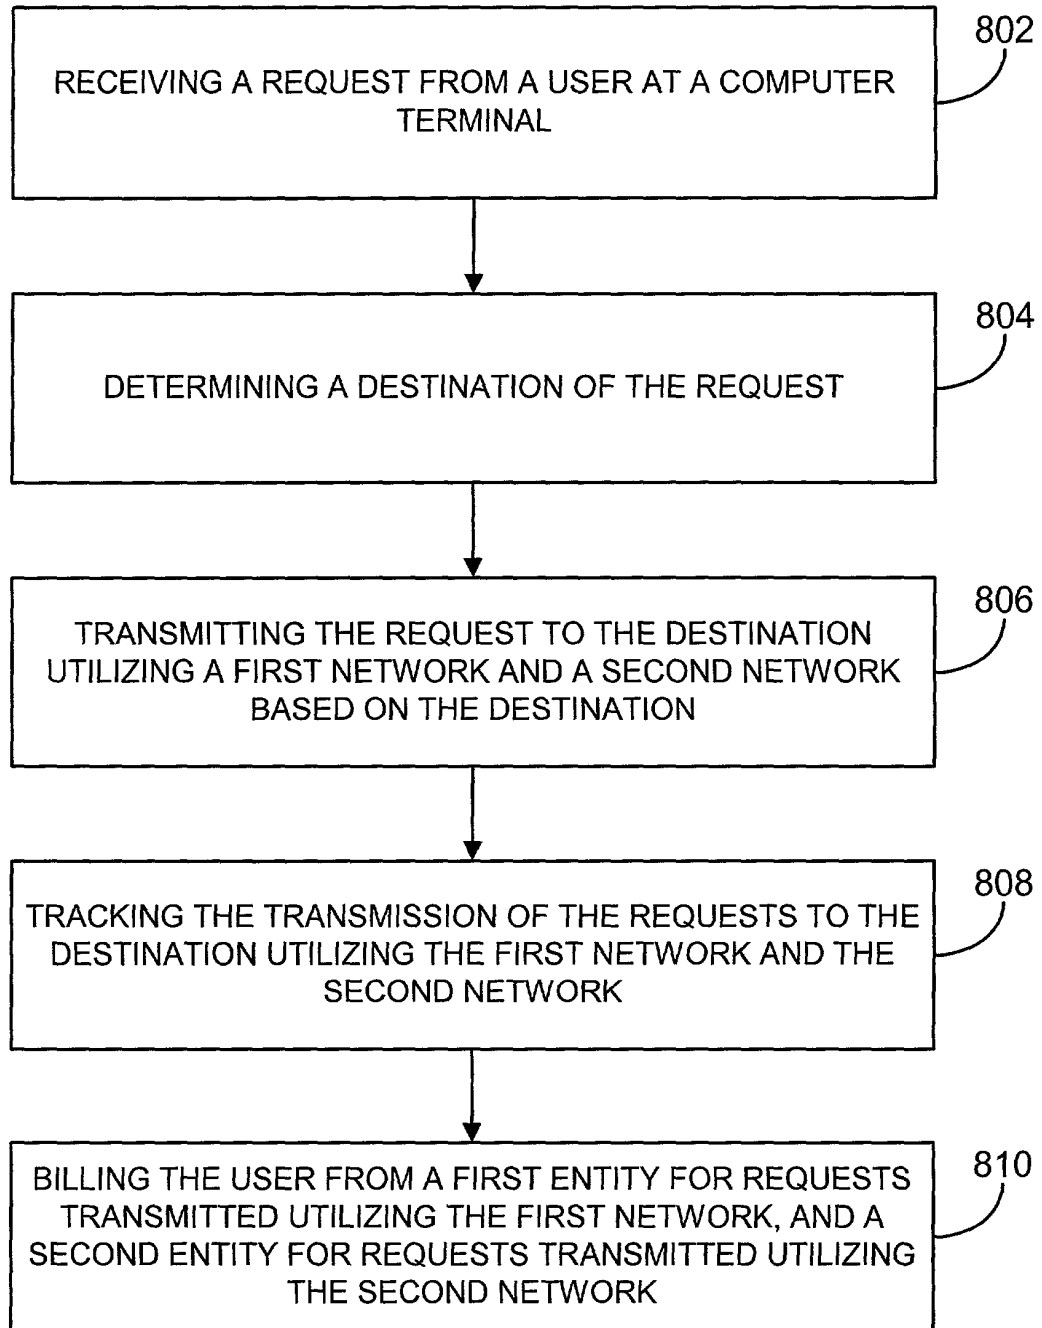 802
RECEIVING A REQUEST FROM A USER AT A COMPUTER
TERMINAL
804
DETERMINING A DESTINATION OF THE REQUEST
806
TRANSMITTING THE REQUEST TO THE DESTINATION
UTILIZING A FIRST NETWORK AND A SECOND NETWORK
BASED ON THE DESTINATION
808
TRACKING THE TRANSMISSION OF THE REQUESTS TO THE
DESTINATION UTILIZING THE FIRST NETWORK AND THE
SECOND NETWORK
810
BILLING THE USER FROM A FIRST ENTITY FOR REQUESTS
TRANSMITTED UTILIZING THE FIRST NETWORK, AND A
SECOND ENTITY FOR REQUESTS TRANSMITTED UTILIZING
THE SECOND NETWORK